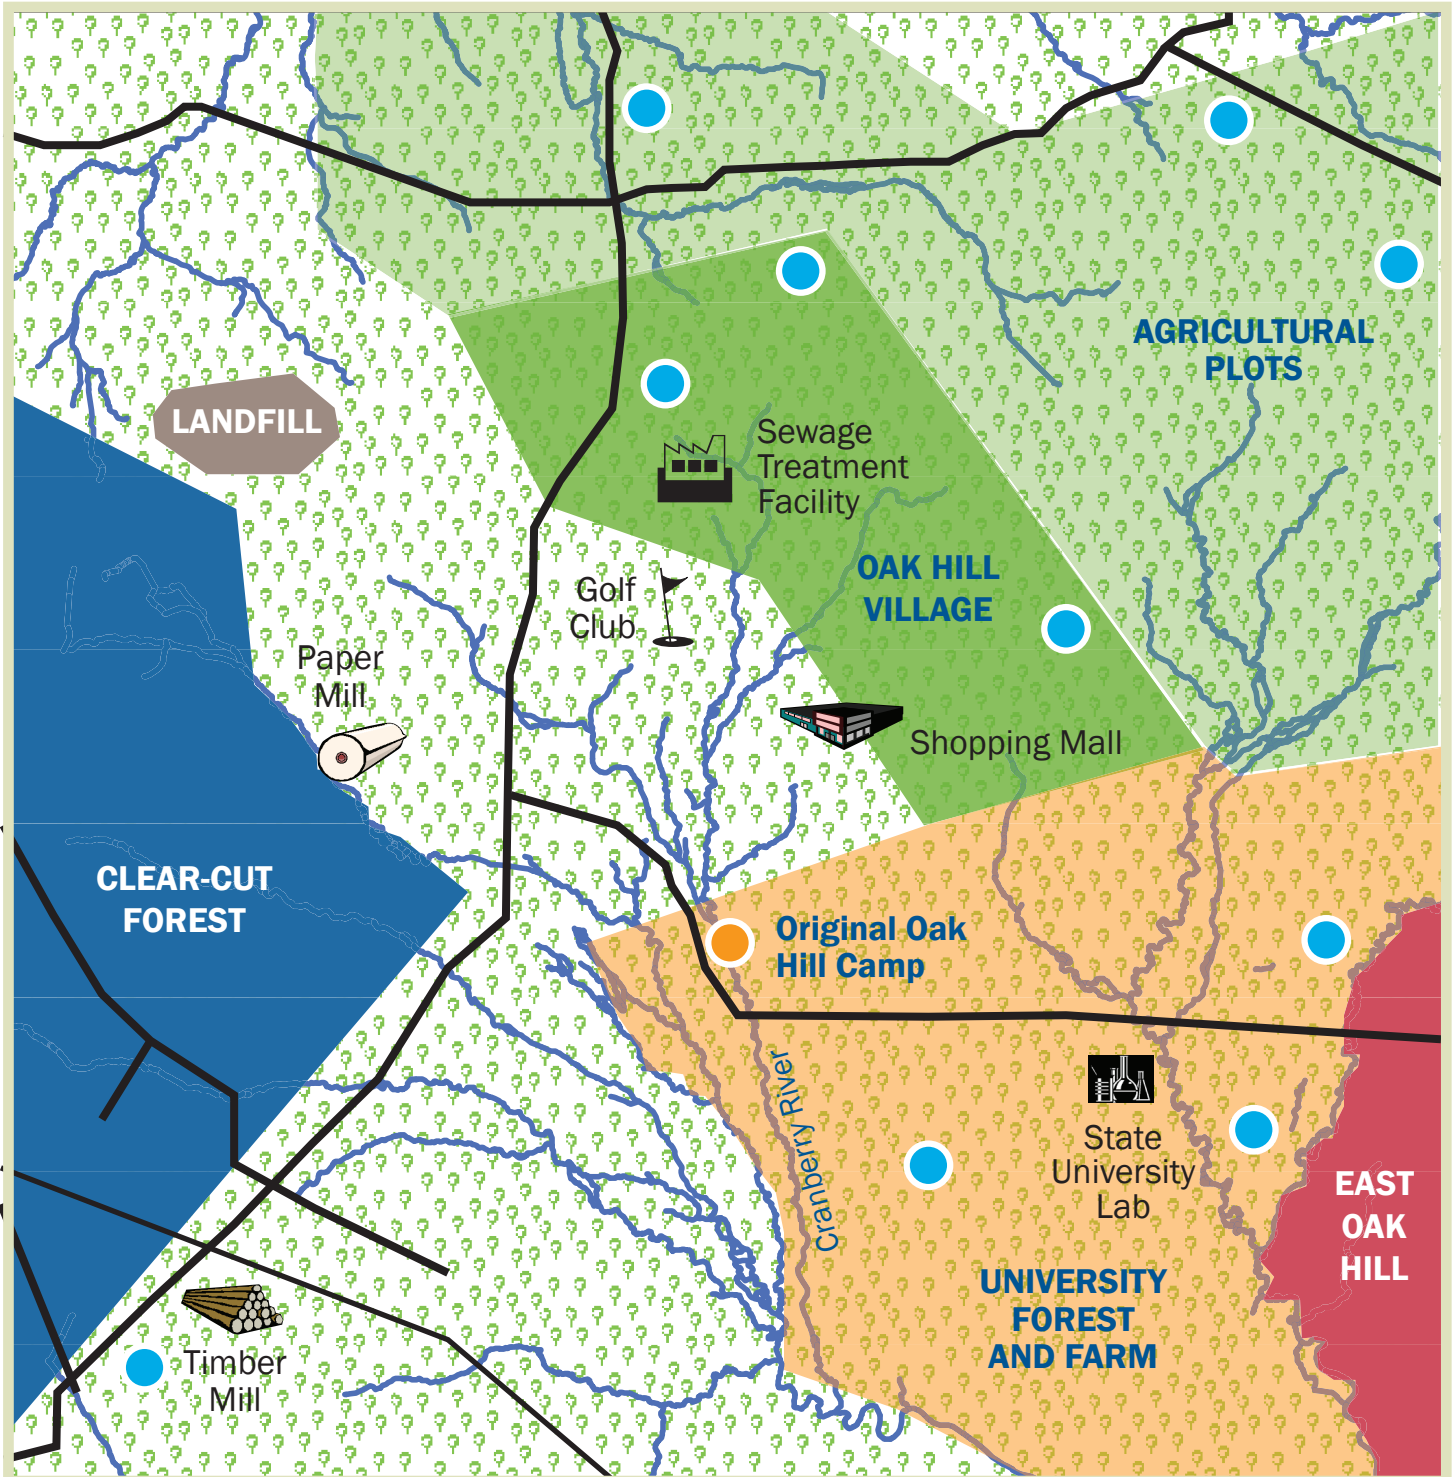 AGRICULTURAL
PLOTS
LANDFILL
Sewage
Treatment
Facility
OAK HILL
VILLAGE
Golf
Club
Paper
Mill
Shopping Mall
CLEAR-CUT
FOREST
Original Oak
Hill Camp
Cranberry River
State
University
Lab
EAST
OAK
HILL
UNIVERSITY
FOREST
AND FARM
Timber
Mill